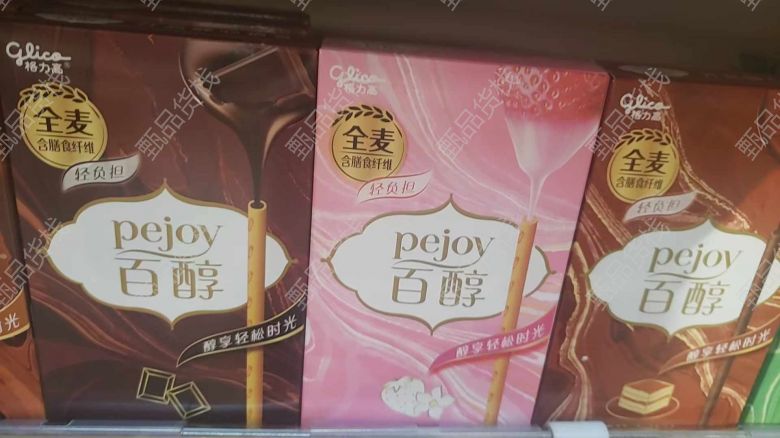 Glico
格力高
全麦
含膳食纤维
轻负担
pejoy
百醇
醇享轻松时光
Glico
格力高
全麦
含膳食纤维
轻负担
pejoy
百醇
醇享轻松时光
Glico
格力高
全麦
含膳食纤维
轻负担
pejoy
百醇
醇享轻松时光
时光
甄品货栈